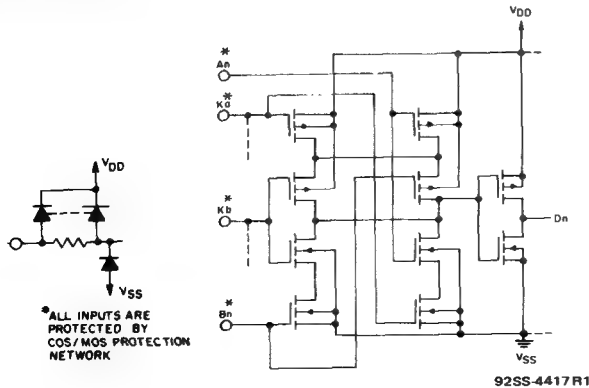 VDD
*
An
*
Ka
*
Kb
*
Bn
Dn
VSS
VDD
VSS
*ALL INPUTS ARE
PROTECTED BY
COS/MOS PROTECTION
NETWORK
92SS-4417R1